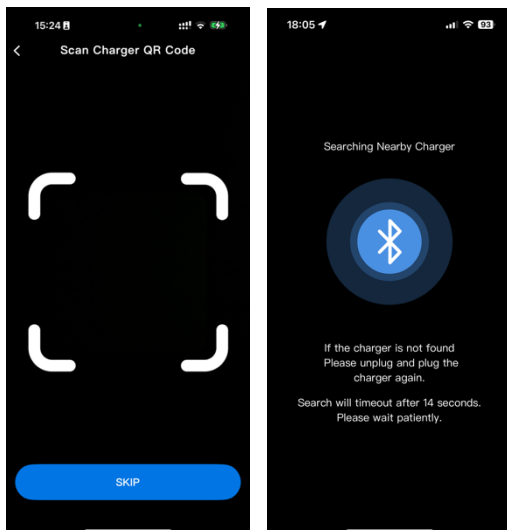 15:24
Scan Charger QR Code
SKIP
18:05
93
Searching Nearby Charger
If the charger is not found
Please unplug and plug the
charger again.
Search will timeout after 14 seconds.
Please wait patiently.